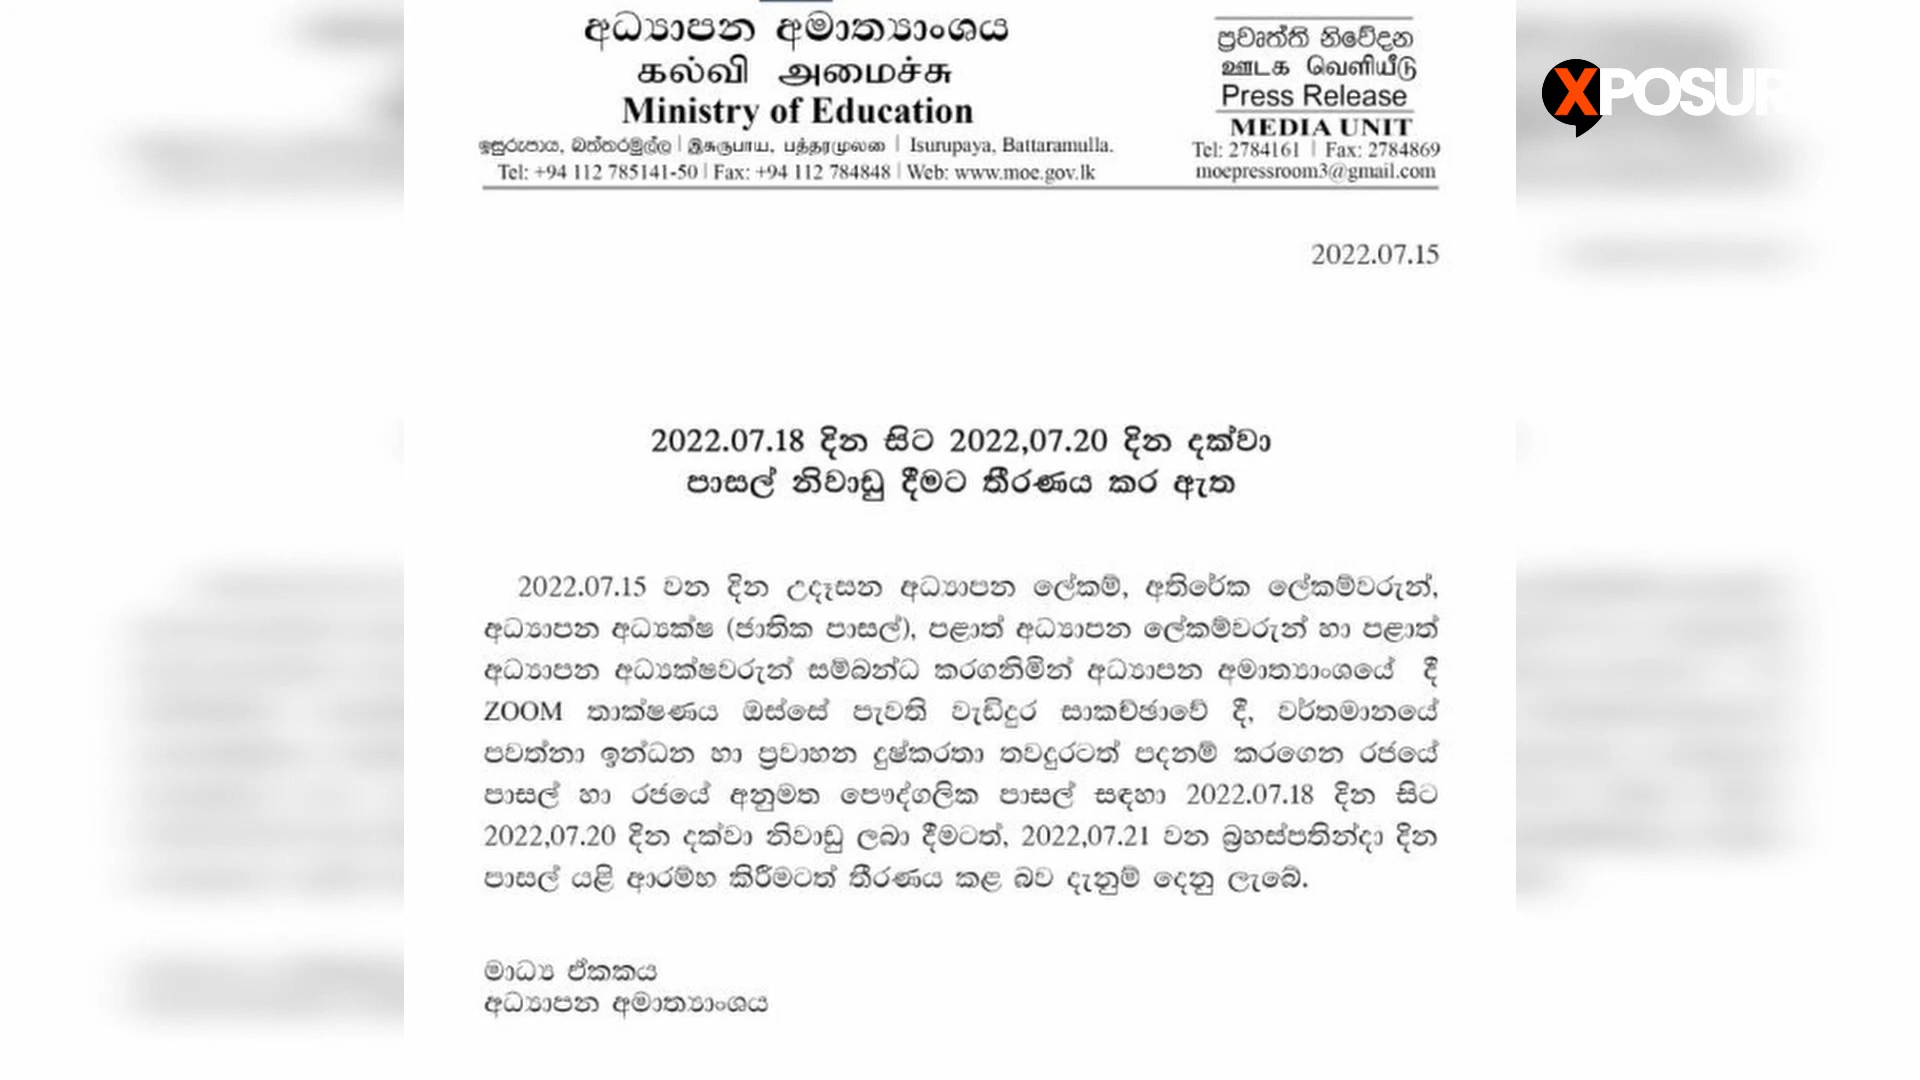 අධ්‍යාපන අමාත්‍යාංශය
கல்வி அமைச்சு
Ministry of Education
ඉසුරුපාය, බත්තරමුල්ල | இசுருபாய, பத்தரமுலை | Isurupaya, Battaramulla.
Tel: +94 112 785141-50 | Fax: +94 112 784848 | Web: www.moe.gov.lk
ප්‍රවෘත්ති නිවේදන
ஊடக வெளியீடு
Press Release
MEDIA UNIT
Tel: 2784161 | Fax: 2784869
moepressroom3@gmail.com
XPOSUR
2022.07.15
2022.07.18 දින සිට 2022,07.20 දින දක්වා
පාසල් නිවාඩු දීමට තීරණය කර ඇත
2022.07.15 වන දින උදෑසන අධ්‍යාපන ලේකම්, අතිරේක ලේකම්වරුන්,
අධ්‍යාපන අධ්‍යක්ෂ (ජාතික පාසල්), පළාත් අධ්‍යාපන ලේකම්වරුන් හා පළාත්
අධ්‍යාපන අධ්‍යක්ෂවරුන් සම්බන්ධ කරගනිමින් අධ්‍යාපන අමාත්‍යාංශයේ දී
ZOOM තාක්ෂණය ඔස්සේ පැවති වැඩිදුර සාකච්ඡාවේ දී, වර්තමානයේ
පවත්නා ඉන්ධන හා ප්‍රවාහන දුෂ්කරතා තවදුරටත් පදනම් කරගෙන රජයේ
පාසල් හා රජයේ අනුමත පෞද්ගලික පාසල් සඳහා 2022.07.18 දින සිට
2022,07.20 දින දක්වා නිවාඩු ලබා දීමටත්, 2022,07.21 වන බ්‍රහස්පතින්දා දින
පාසල් යළි ආරම්භ කිරීමටත් තීරණය කළ බව දැනුම් දෙනු ලැබේ.
මාධ්‍ය ඒකකය
අධ්‍යාපන අමාත්‍යාංශය